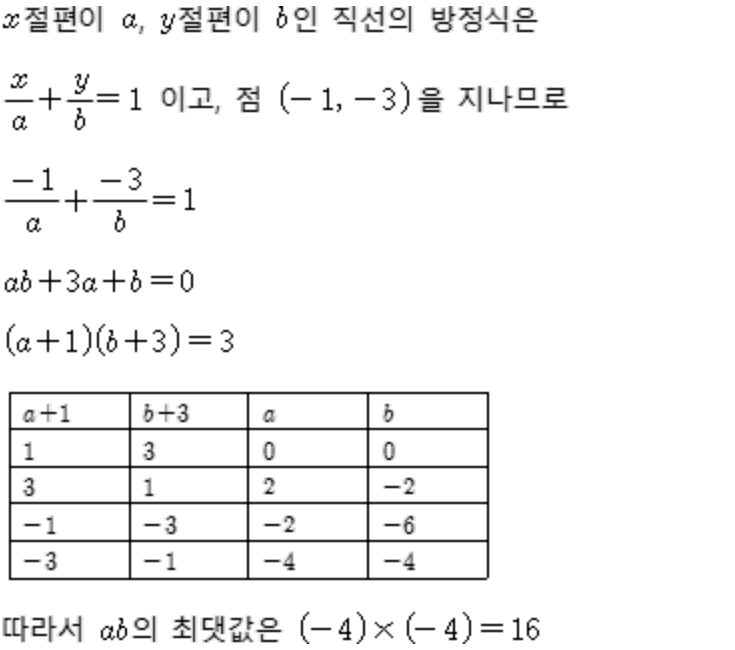 x절편이 a, y절편이 b인 직선의 방정식은
x/a + y/b = 1 이고, 점 (−1, −3)을 지나므로
−1/a + −3/b = 1
ab+3a+b=0
(a+1)(b+3)=3
a+1 b+3 a b
1 3 0 0
3 1 2 −2
−1 −3 −2 −6
−3 −1 −4 −4
따라서 ab의 최댓값은 (−4)×(−4)=16